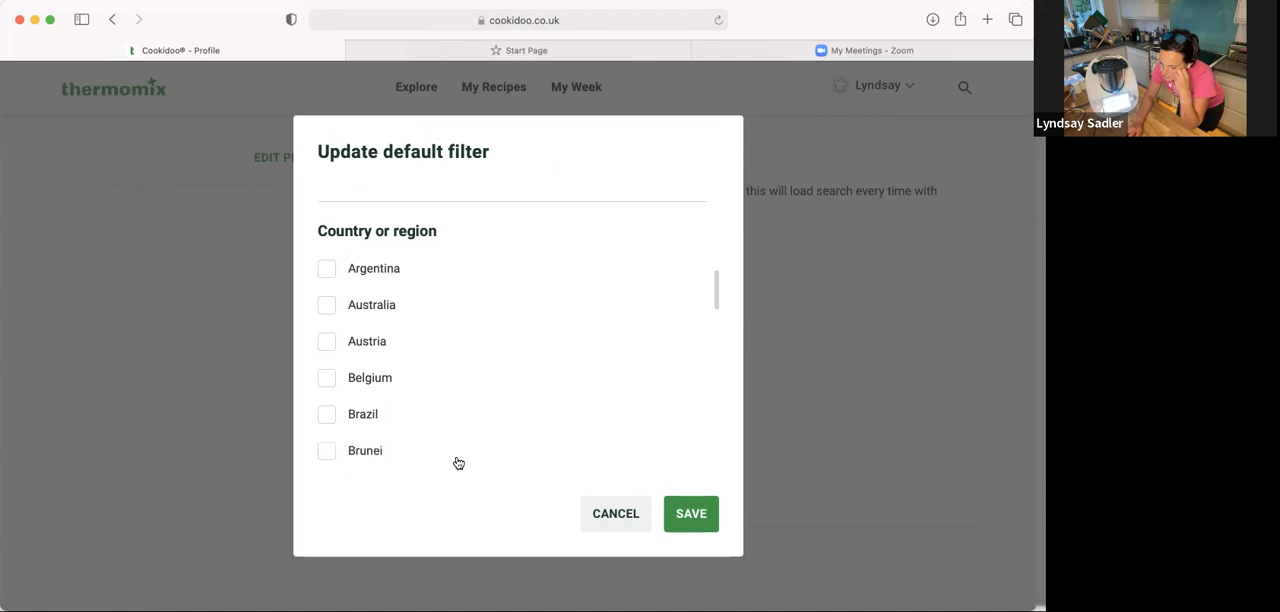 cookidoo.co.uk
Cookidoo® - Profile
Start Page
My Meetings - Zoom
thermomix
Explore
My Recipes
My Week
Lyndsay
Lyndsay Sadler
EDIT P
this will load search every time with
Update default filter
Country or region
Argentina
Australia
Austria
Belgium
Brazil
Brunei
CANCEL
SAVE